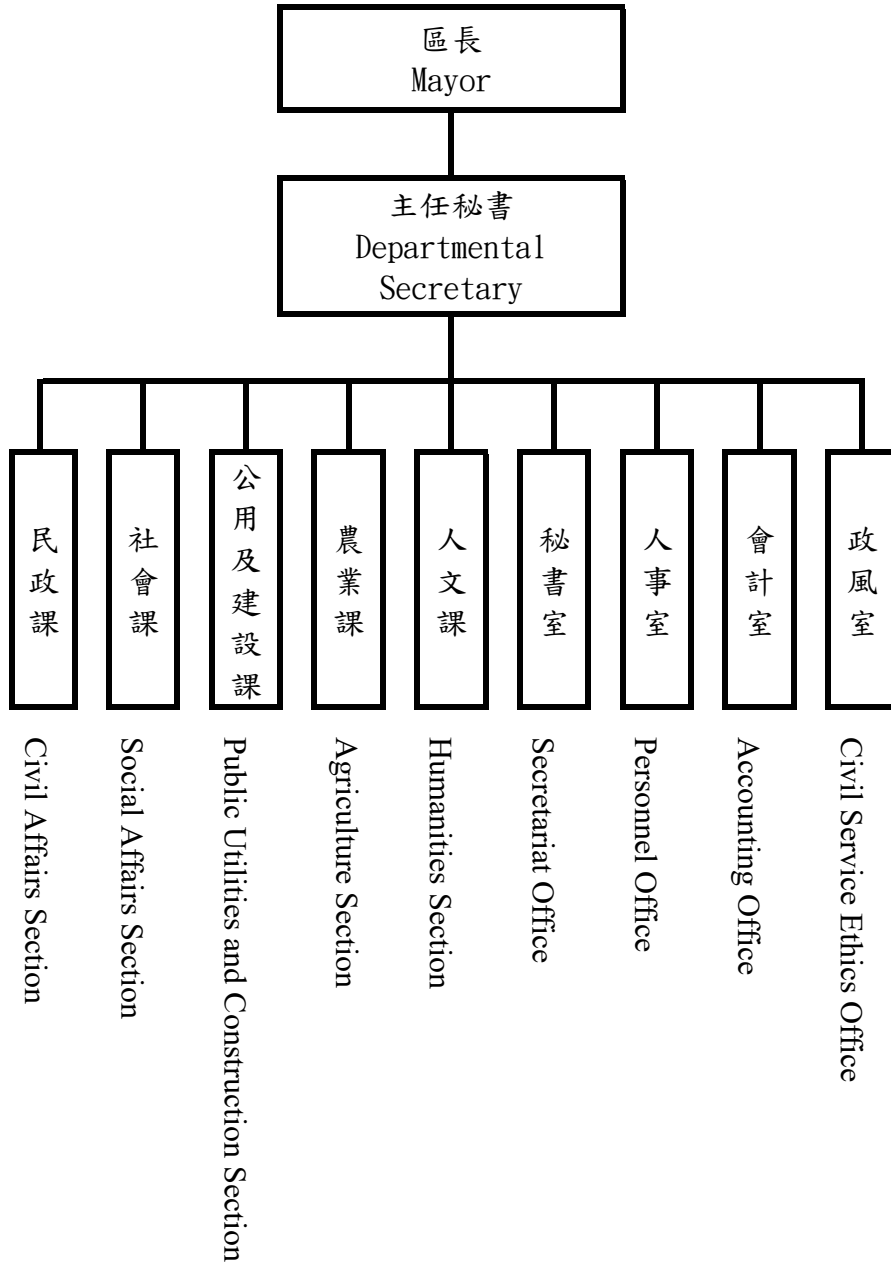 區長
Mayor
主任秘書
Departmental
Secretary
民政課
社會課
公用及建設課
農業課
人文課
秘書室
人事室
會計室
政風室
Civil Affairs Section
Social Affairs Section
Public Utilities and Construction Section
Agriculture Section
Humanities Section
Secretariat Office
Personnel Office
Accounting Office
Civil Service Ethics Office